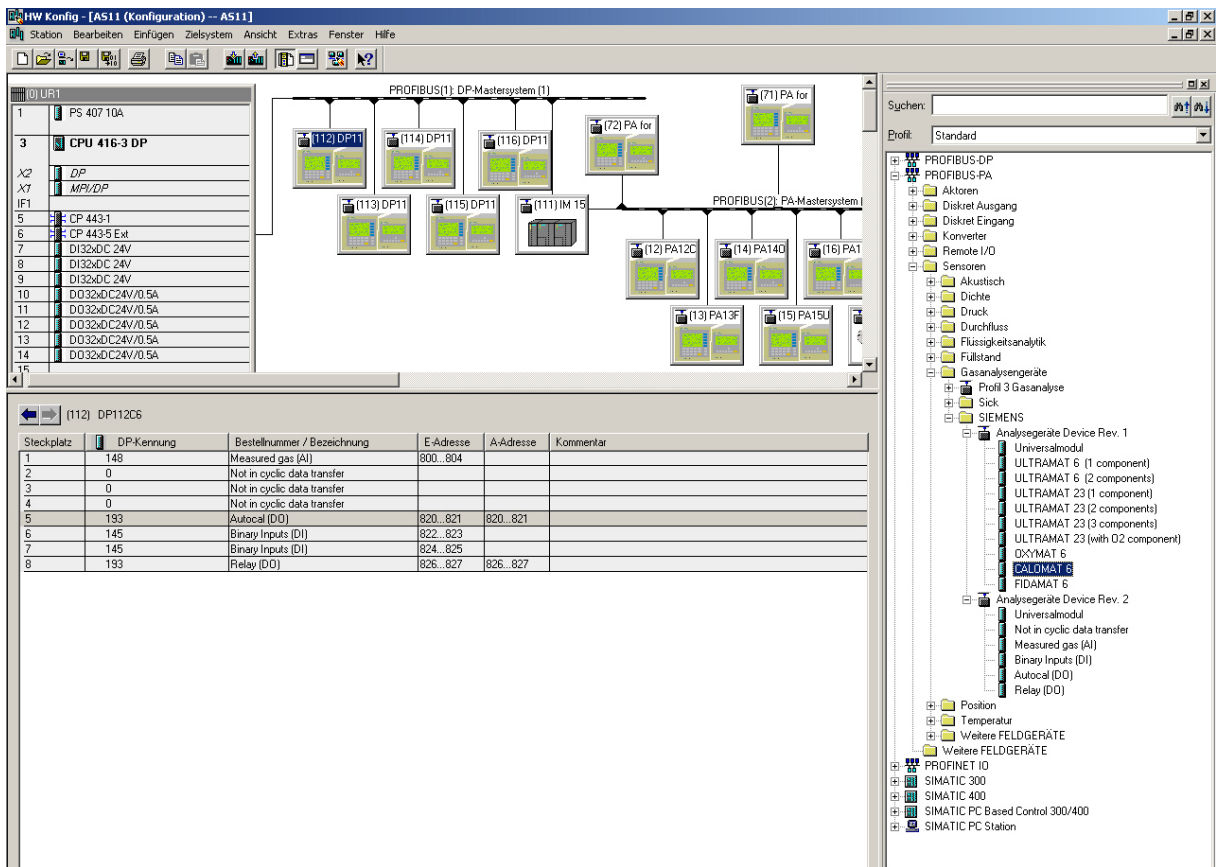 HW Konfig - [AS11 (Konfiguration) -- AS11]
Station Bearbeiten Einfügen Zielsystem Ansicht Extras Fenster Hilfe
(0) UR1
1 PS 407 10A
3 CPU 416-3 DP
X2 DP
X1 MPI/DP
IF1
5 CP 443-1
6 CP 443-5 Ext
7 DI32xDC 24V
8 DI32xDC 24V
9 DI32xDC 24V
10 DO32xDC24V/0.5A
11 DO32xDC24V/0.5A
12 DO32xDC24V/0.5A
13 DO32xDC24V/0.5A
14 DO32xDC24V/0.5A
15
PROFIBUS(1): DP-Mastersystem (1)
(71) PA for
(72) PA for
(112) DP11
(114) DP11
(116) DP11
(113) DP11
(115) DP11
(111) IM 15
PROFIBUS(2): PA-Mastersystem
(12) PA12C
(14) PA14O
(16) PA1
(13) PA13F
(15) PA15U
(112) DP112C6
Steckplatz DP-Kennung Bestellnummer / Bezeichnung E-Adresse A-Adresse Kommentar
1 148 Measured gas (AI) 800...804
2 0 Not in cyclic data transfer
3 0 Not in cyclic data transfer
4 0 Not in cyclic data transfer
5 193 Autocal (DO) 820...821 820...821
6 145 Binary Inputs (DI) 822...823
7 145 Binary Inputs (DI) 824...825
8 193 Relay (DO) 826...827 826...827
Suchen:
Profil: Standard
PROFIBUS-DP
PROFIBUS-PA
Aktoren
Diskret Ausgang
Diskret Eingang
Konverter
Remote I/O
Sensoren
Akustisch
Dichte
Druck
Durchfluss
Flüssigkeitsanalytik
Füllstand
Gasanalysengeräte
Profil 3 Gasanalyse
Sick
SIEMENS
Analysegeräte Device Rev. 1
Universalmodul
ULTRAMAT 6 (1 component)
ULTRAMAT 6 (2 components)
ULTRAMAT 23 (1 component)
ULTRAMAT 23 (2 components)
ULTRAMAT 23 (3 components)
ULTRAMAT 23 (with O2 component)
OXYMAT 6
CALOMAT 6
FIDAMAT 6
Analysegeräte Device Rev. 2
Universalmodul
Not in cyclic data transfer
Measured gas (AI)
Binary Inputs (DI)
Autocal (DO)
Relay (DO)
Position
Temperatur
Weitere FELDGERÄTE
Weitere FELDGERÄTE
PROFINET IO
SIMATIC 300
SIMATIC 400
SIMATIC PC Based Control 300/400
SIMATIC PC Station